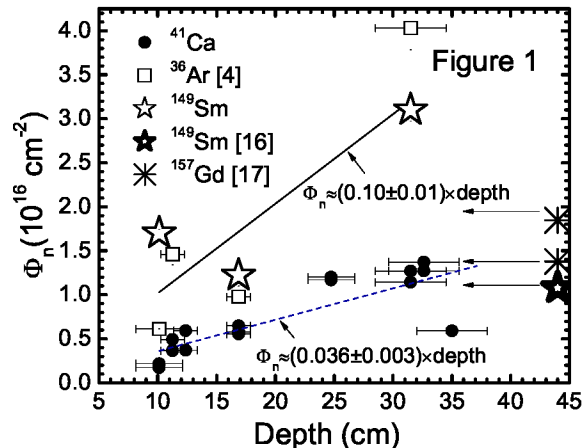 Figure 1
⁴¹Ca
³⁶Ar [4]
¹⁴⁹Sm
¹⁴⁹Sm [16]
¹⁵⁷Gd [17]
Φn≈(0.10±0.01)×depth
Φn≈(0.036±0.003)×depth
Φn(10¹⁶ cm⁻²)
4.0
3.5
3.0
2.5
2.0
1.5
1.0
0.5
0.0
5 10 15 20 25 30 35 40 45
Depth (cm)